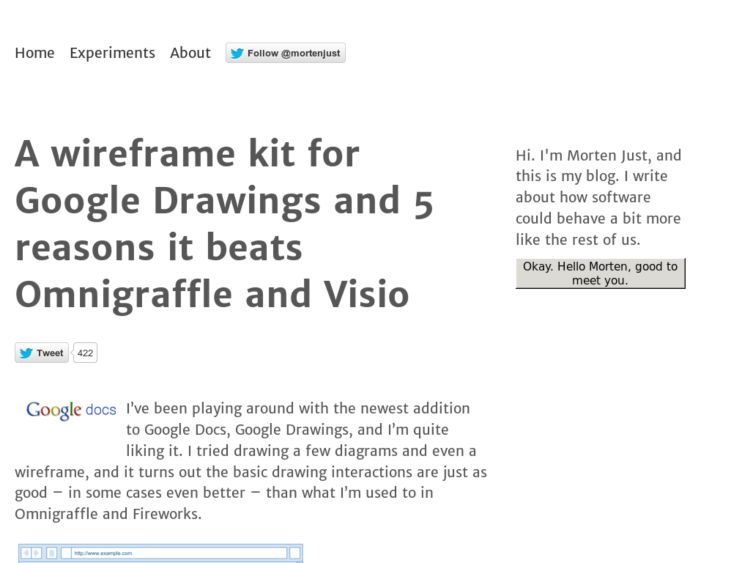 Home Experiments About Follow @mortenjust
A wireframe kit for
Google Drawings and 5
reasons it beats
Omnigraffle and Visio
Tweet 422
Google docs I’ve been playing around with the newest addition
to Google Docs, Google Drawings, and I’m quite
liking it. I tried drawing a few diagrams and even a
wireframe, and it turns out the basic drawing interactions are just as
good – in some cases even better – than what I’m used to in
Omnigraffle and Fireworks.
http://www.example.com
Hi. I'm Morten Just, and
this is my blog. I write
about how software
could behave a bit more
like the rest of us.
Okay. Hello Morten, good to
meet you.